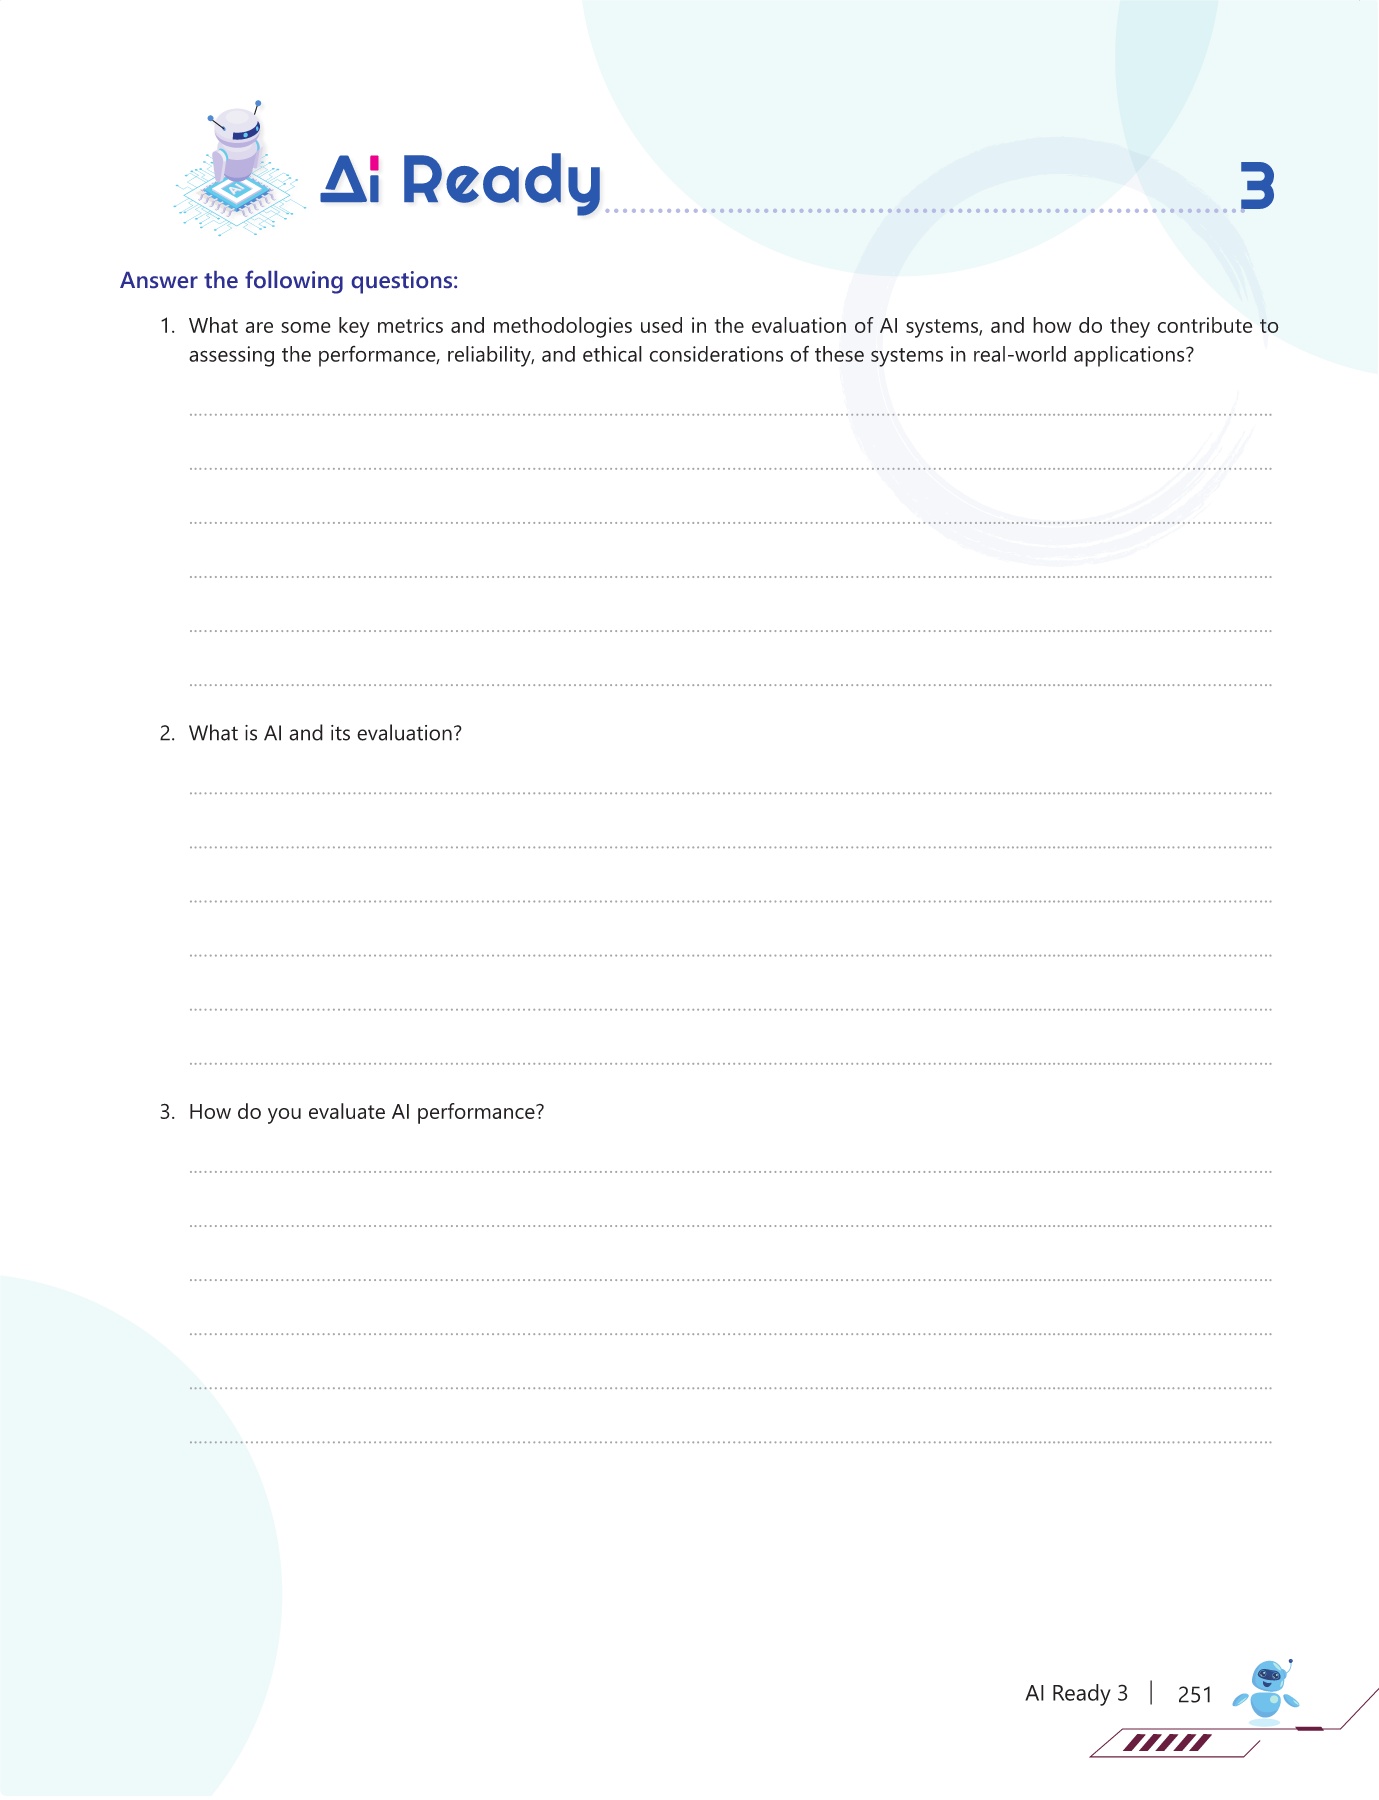 Ai Ready
3
Answer the following questions:
1. What are some key metrics and methodologies used in the evaluation of AI systems, and how do they contribute to
assessing the performance, reliability, and ethical considerations of these systems in real-world applications?
2. What is AI and its evaluation?
3. How do you evaluate AI performance?
AI Ready 3 | 251